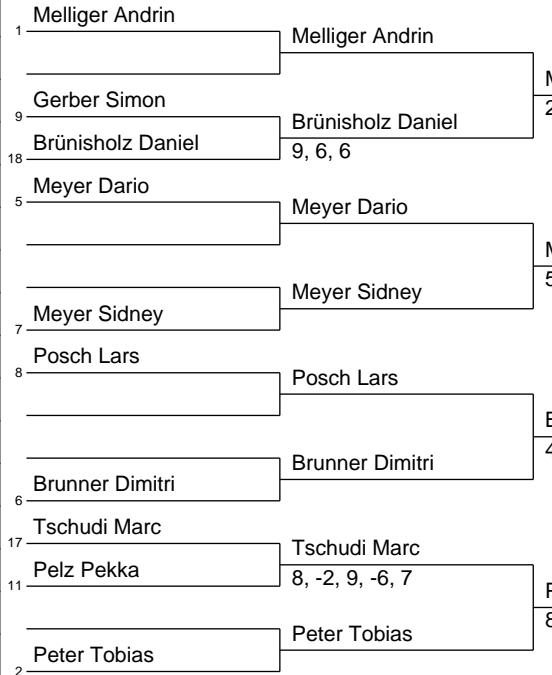 Melliger Andrin
1
Melliger Andrin
Gerber Simon
9
Brünisholz Daniel
Brünisholz Daniel
18
9, 6, 6
Meyer Dario
5
Meyer Dario
Meyer Sidney
Meyer Sidney
7
Posch Lars
8
Posch Lars
Brunner Dimitri
Brunner Dimitri
6
Tschudi Marc
17
Tschudi Marc
Pelz Pekka
11
8, -2, 9, -6, 7
Peter Tobias
Peter Tobias
2